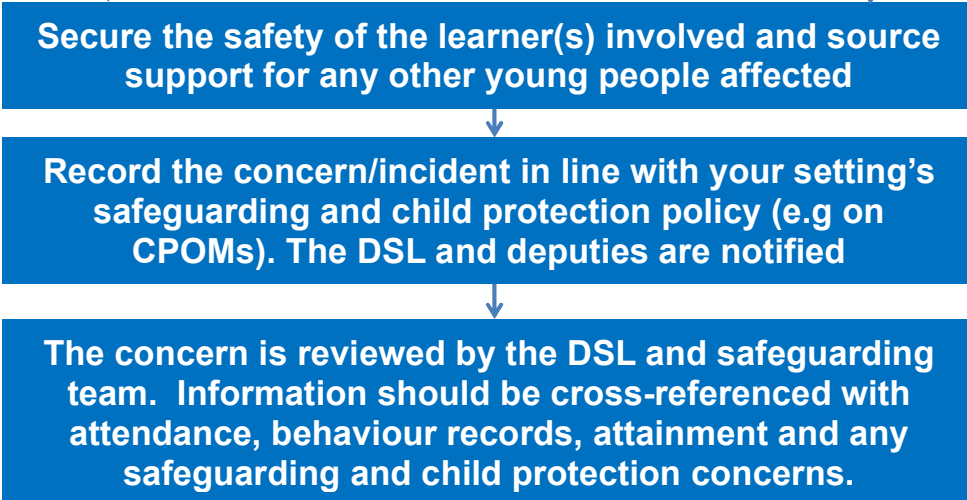 Secure the safety of the learner(s) involved and source
support for any other young people affected
Record the concern/incident in line with your setting's
safeguarding and child protection policy (e.g on
CPOMs). The DSL and deputies are notified
The concern is reviewed by the DSL and safeguarding
team.  Information should be cross-referenced with
attendance, behaviour records, attainment and any
safeguarding and child protection concerns.